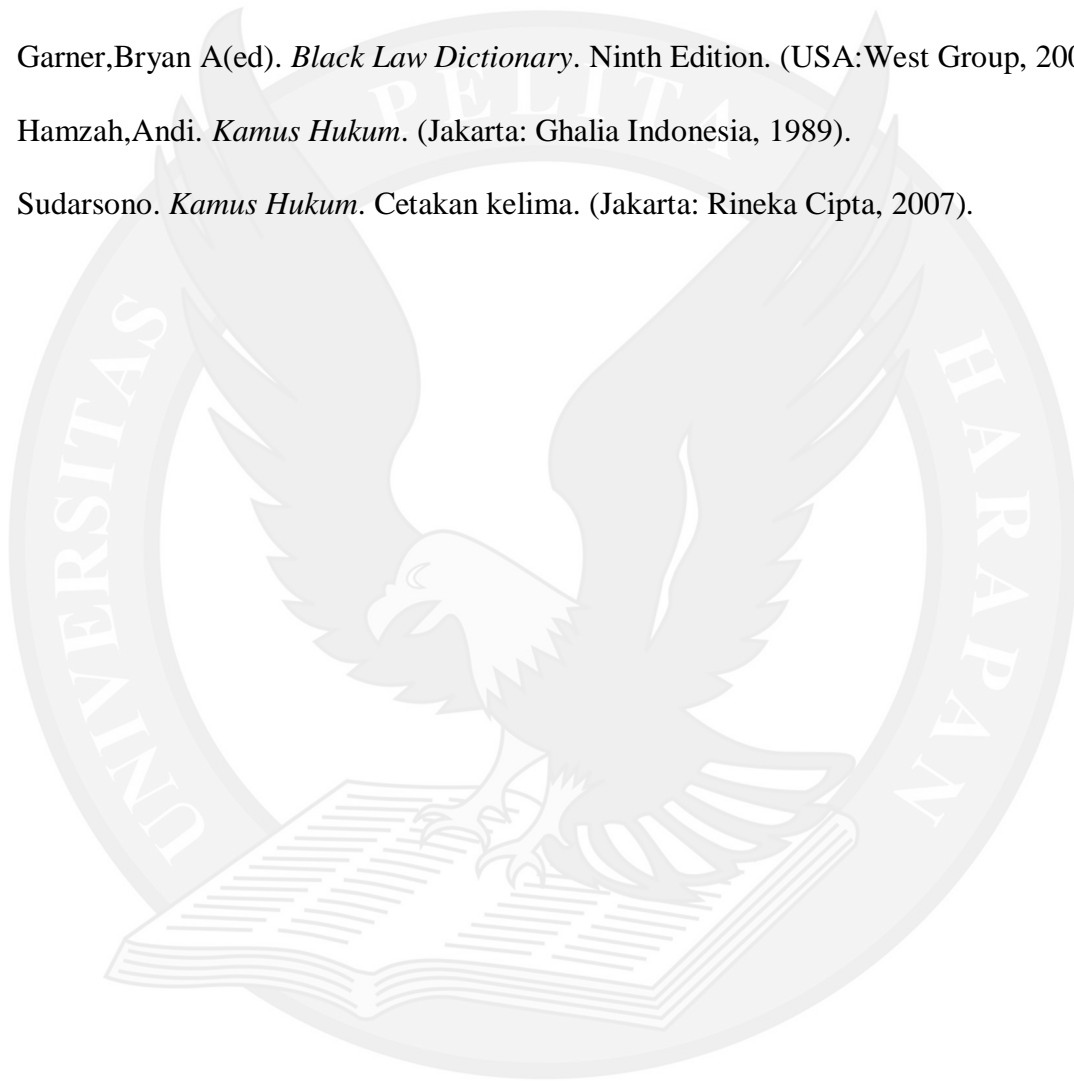 Garner,Bryan A(ed). Black Law Dictionary. Ninth Edition. (USA:West Group, 200
Hamzah,Andi. Kamus Hukum. (Jakarta: Ghalia Indonesia, 1989).
Sudarsono. Kamus Hukum. Cetakan kelima. (Jakarta: Rineka Cipta, 2007).
UNIVERSITAS PELITA HARAPAN